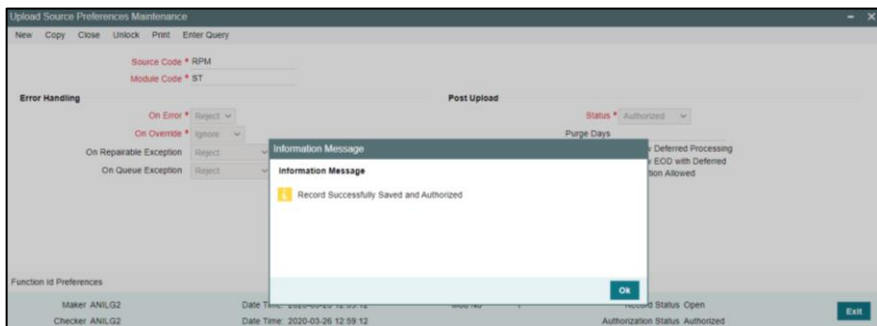 Upload Source Preferences Maintenance
New Copy Close Unlock Print Enter Query
Source Code * RPM
Module Code * ST
Error Handling
Post Upload
On Error * Reject
Status * Authorized
On Override * Ignore
Purge Days
On Repairable Exception Reject
Deferred Processing
On Queue Exception Reject
EOD with Deferred
Allowed
Information Message
Information Message
Record Successfully Saved and Authorized
Ok
Function Id Preferences
Maker ANILG2
Date Time:
Status Open
Checker ANILG2
Date Time: 2020-03-26 12:59:12
Authorization Status Authorized
Exit